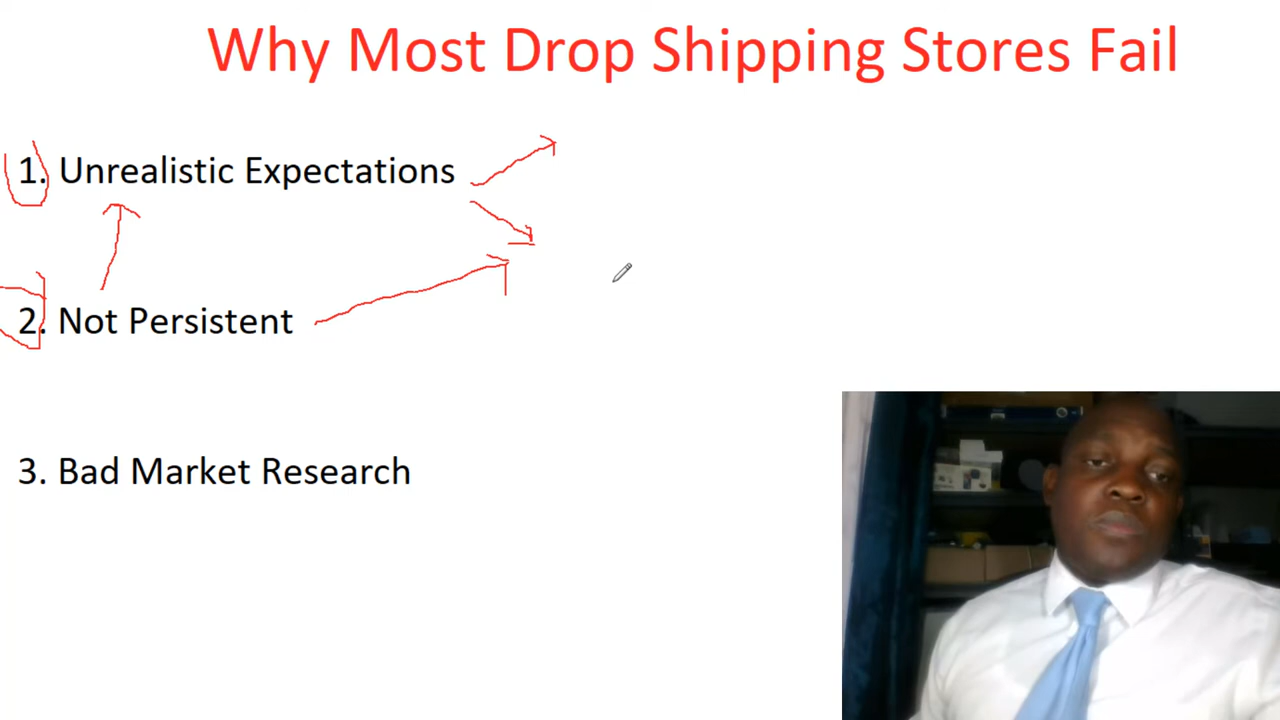 Why Most Drop Shipping Stores Fail
1. Unrealistic Expectations
2. Not Persistent
3. Bad Market Research